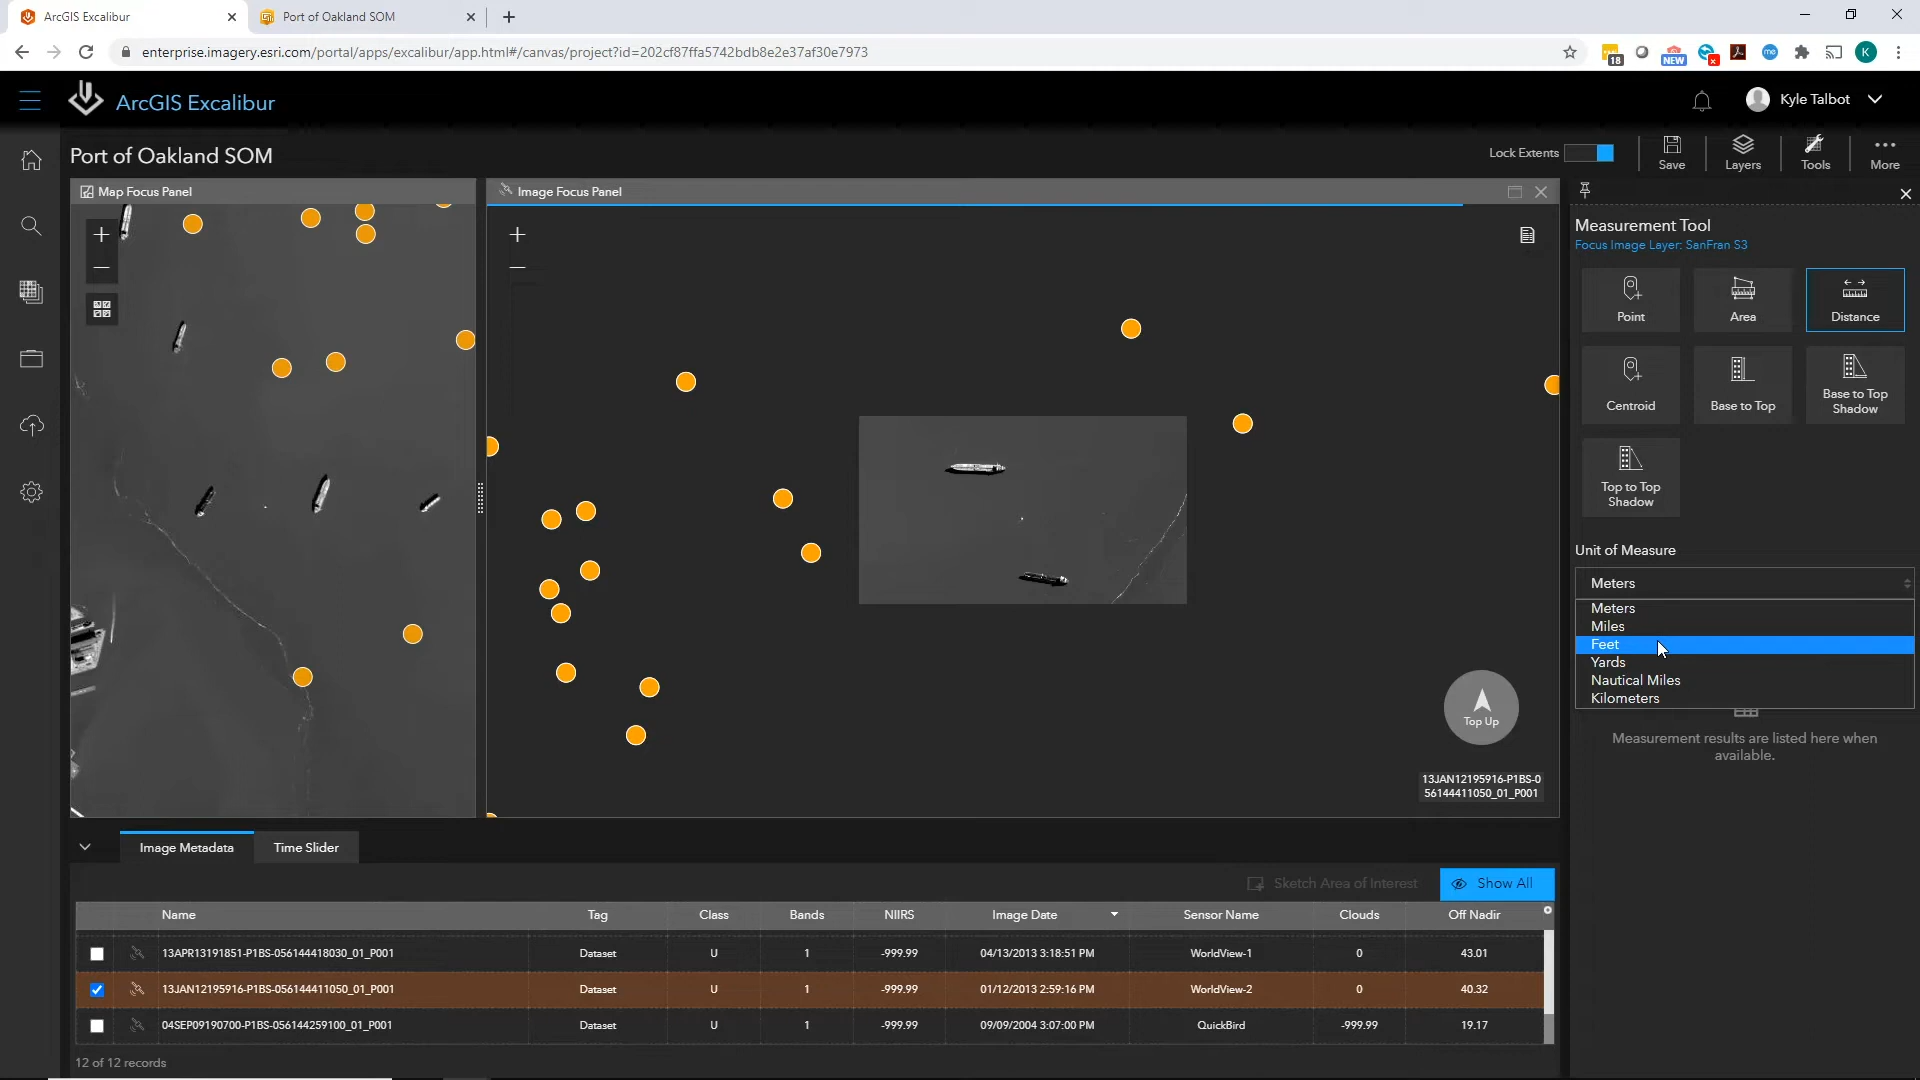 ArcGIS Excalibur
Port of Oakland SOM
enterprise.imagery.esri.com/portal/apps/excalibur/app.html#/canvas/project?id=202cf87ffa5742bdb8e2e37af30e7973
18
NEW
K
ArcGIS Excalibur
Kyle Talbot
Port of Oakland SOM
Lock Extents
Save
Layers
Tools
More
Map Focus Panel
Image Focus Panel
Measurement Tool
Focus Image Layer: SanFran S3
Point
Area
Distance
Centroid
Base to Top
Base to Top
Shadow
Top to Top
Shadow
Unit of Measure
Meters
Meters
Miles
Feet
Yards
Nautical Miles
Kilometers
Measurement results are listed here when
available.
Top Up
13JAN12195916-P1BS-0
56144411050_01_P001
Image Metadata
Time Slider
Sketch Area of Interest
Show All
Name Tag Class Bands NIIRS Image Date Sensor Name Clouds Off Nadir
13APR13191851-P1BS-056144418030_01_P001 Dataset U 1 -999.99 04/13/2013 3:18:51 PM WorldView-1 0 43.01
13JAN12195916-P1BS-056144411050_01_P001 Dataset U 1 -999.99 01/12/2013 2:59:16 PM WorldView-2 0 40.32
04SEP09190700-P1BS-056144259100_01_P001 Dataset U 1 -999.99 09/09/2004 3:07:00 PM QuickBird -999.99 19.17
12 of 12 records